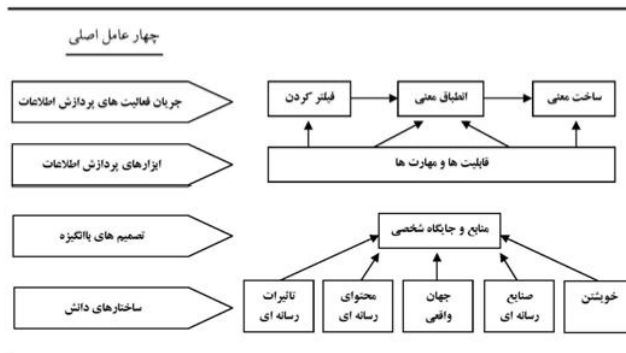 چهار عامل اصلی
جریان فعالیت های پردازش اطلاعات
فیلتر کردن
انطباق معنی
ساخت معنی
ابزارهای پردازش اطلاعات
قابلیت ها و مهارت ها
تصمیم های باانگیزه
منابع و جایگاه شخصی
ساختارهای دانش
تاثیرات
رسانه ای
محتوای
رسانه ای
جهان
واقعی
صنایع
رسانه ای
خویشتن